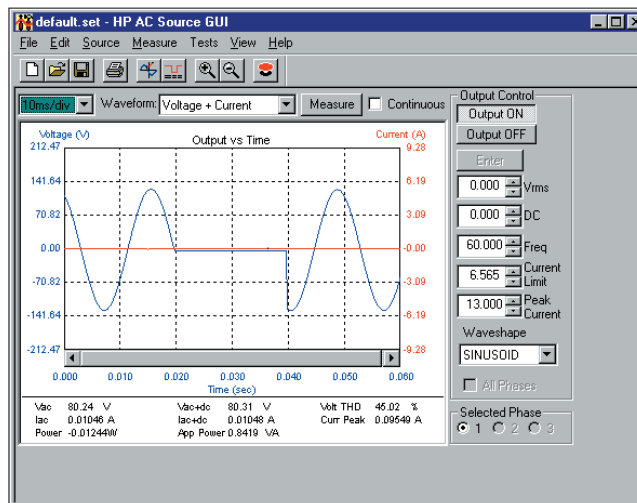 default.set - HP AC Source GUI
File Edit Source Measure Tests View Help
10ms/div Waveform: Voltage + Current Measure Continuous
Output Control
Output ON
Output OFF
Enter
0.000 Vrms
0.000 DC
60.000 Freq
6.565 Current Limit
13.000 Peak Current
Waveshape
SINUSOID
All Phases
Selected Phase
1 2 3
Voltage (V) Output vs Time Current (A)
212.47 9.28
141.64 6.19
70.82 3.09
0.00 -0.00
-70.82 -3.09
-141.64 -6.19
-212.47 -9.28
0.000 0.010 0.020 0.030 0.040 0.050 0.060
Time (sec)
Vac 80.24 V Vac+dc 80.31 V Volt THD 45.02 %
Iac 0.01046 A Iac+dc 0.01048 A Curr Peak 0.09549 A
Power -0.01244W App Power 0.8419 VA